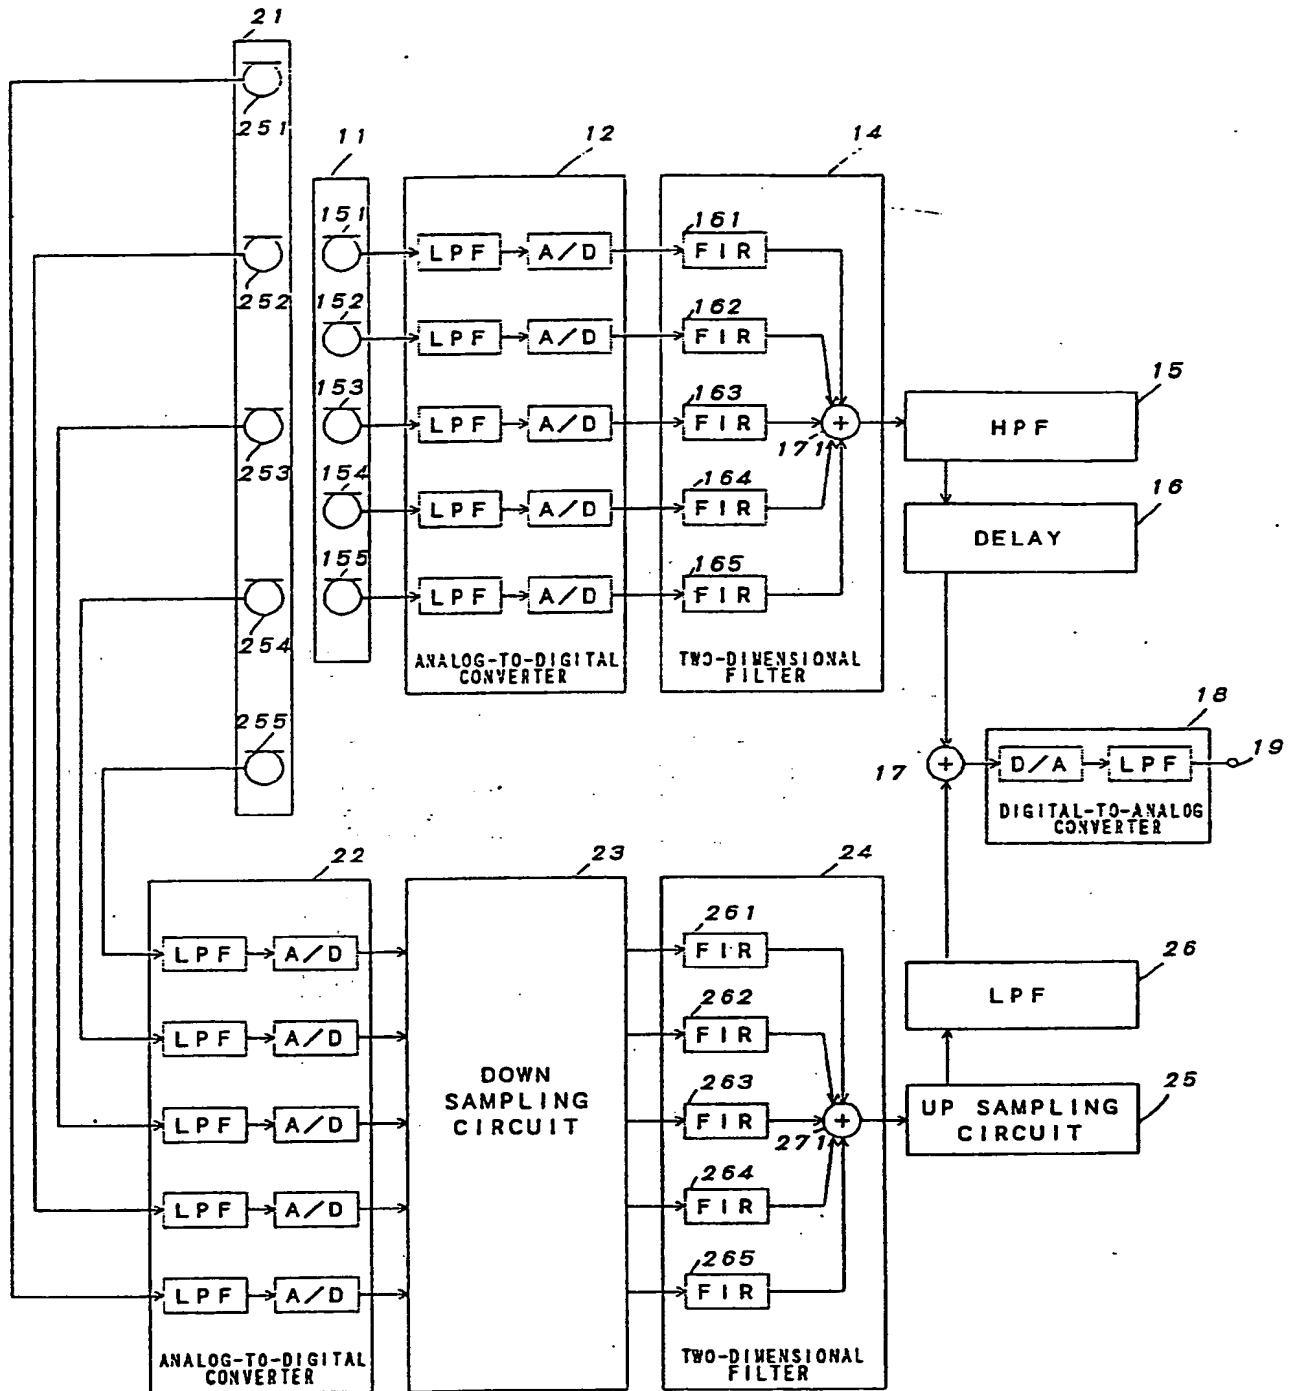 21
251
252
253
254
255
11
151
152
153
154
155
12
LPF A/D
LPF A/D
LPF A/D
LPF A/D
LPF A/D
ANALOG-TO-DIGITAL
CONVERTER
14
161
FIR
162
FIR
163
FIR
164
FIR
165
FIR
171
+
TWO-DIMENSIONAL
FILTER
15
HPF
16
DELAY
17
+
18
D/A LPF
19
DIGITAL-TO-ANALOG
CONVERTER
22
LPF A/D
LPF A/D
LPF A/D
LPF A/D
LPF A/D
ANALOG-TO-DIGITAL
CONVERTER
23
DOWN
SAMPLING
CIRCUIT
24
261
FIR
262
FIR
263
FIR
264
FIR
265
FIR
271
+
TWO-DIMENSIONAL
FILTER
26
LPF
25
UP SAMPLING
CIRCUIT